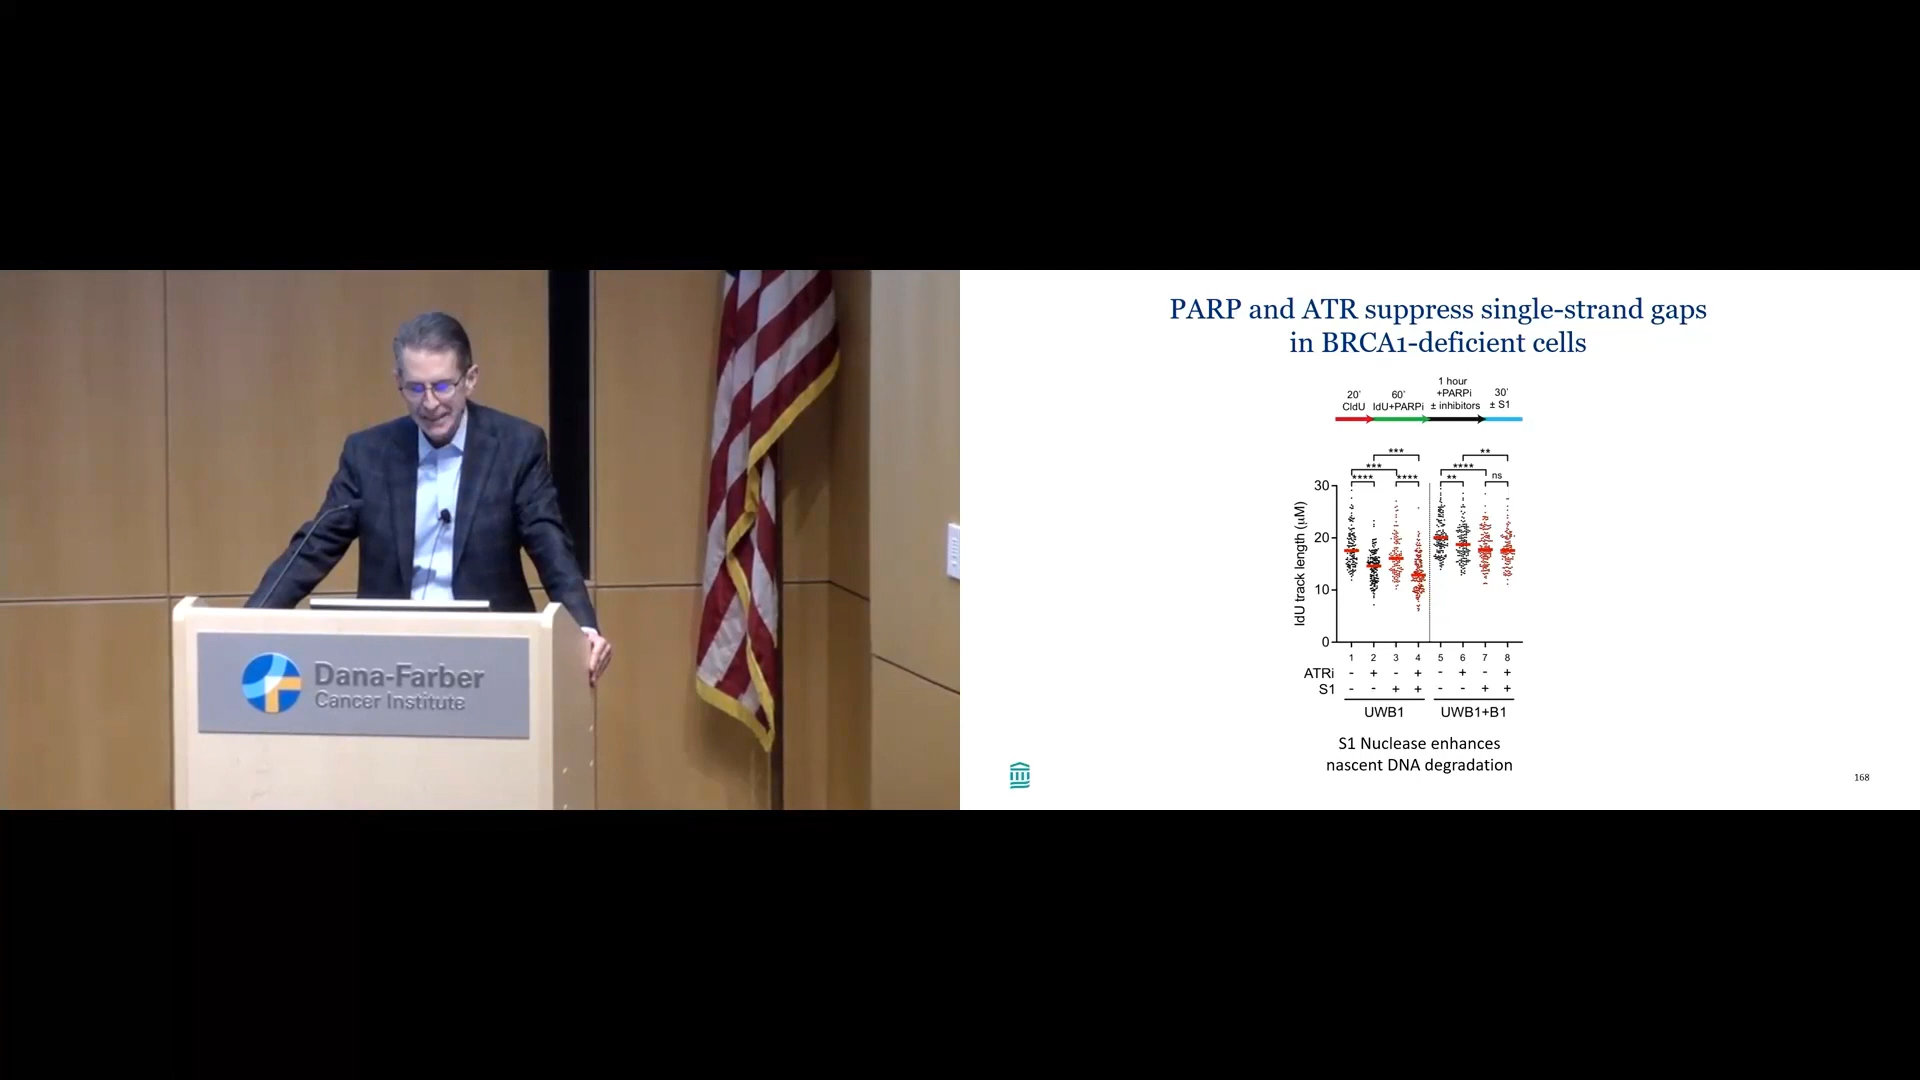 Dana-Farber
Cancer Institute
PARP and ATR suppress single-strand gaps
in BRCA1-deficient cells
20'
CldU
60'
IdU+PARPi
1 hour
+PARPi
± inhibitors
30'
± S1
*** **
*** ****
**** **** ** ns
30
20
10
0
IdU track length (μM)
1 2 3 4 5 6 7 8
ATRi - + - + - + - +
S1 - - + + - - + +
UWB1 UWB1+B1
S1 Nuclease enhances
nascent DNA degradation
168